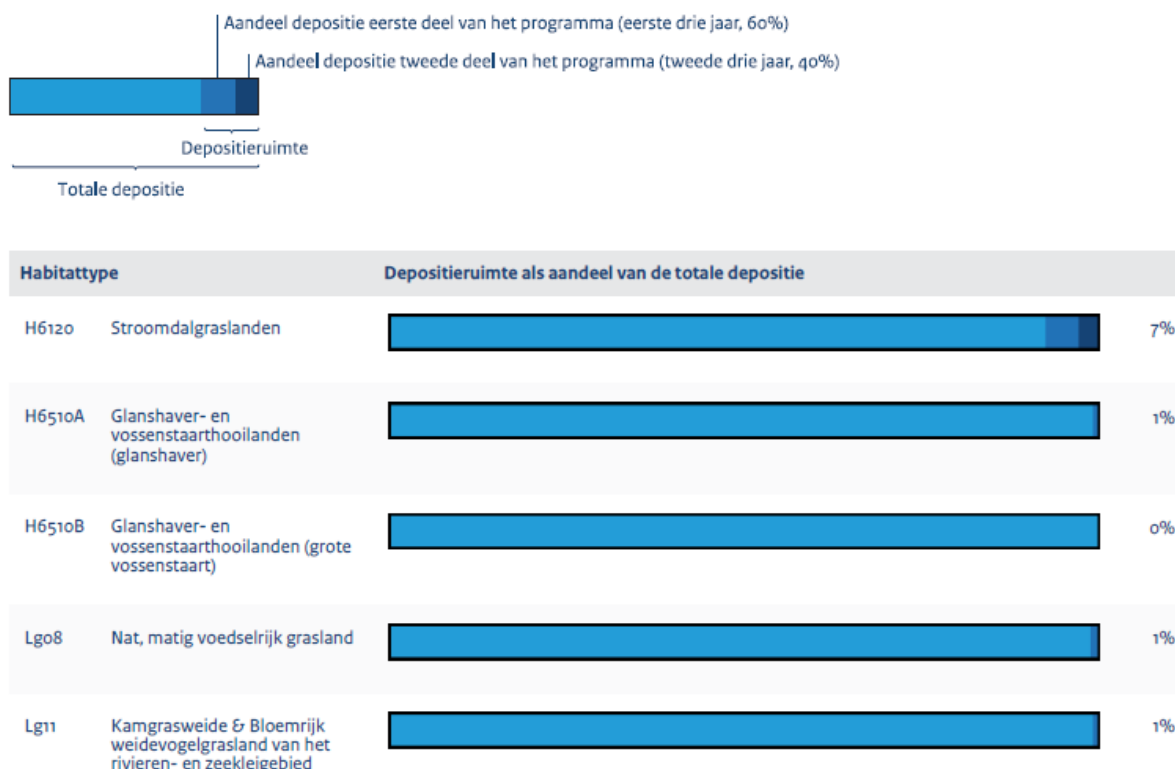 Aandeel depositie eerste deel van het programma (eerste drie jaar, 60%)
Aandeel depositie tweede deel van het programma (tweede drie jaar, 40%)
Depositieruimte
Totale depositie
Habitattype Depositieruimte als aandeel van de totale depositie
H6120 Stroomdalgraslanden 7%
H6510A Glanshaver- en 1%
vossenstaarthooilanden
(glanshaver)
H6510B Glanshaver- en 0%
vossenstaarthooilanden (grote
vossenstaart)
Lg08 Nat, matig voedselrijk grasland 1%
Lg11 Kamgrasweide & Bloemrijk 1%
weidevogelgrasland van het
rivieren- en zeekleigebied